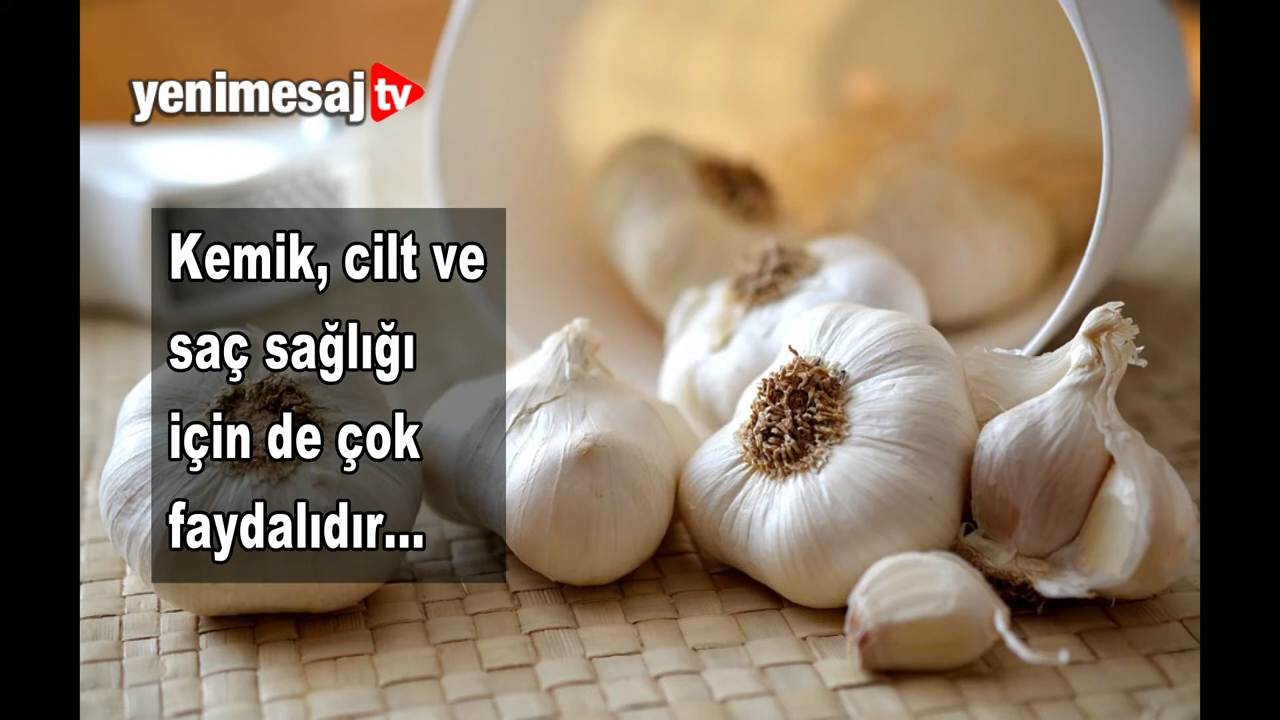 yenimesaj tv
Kemik, cilt ve
saç sağlığı
için de çok
faydalıdır...